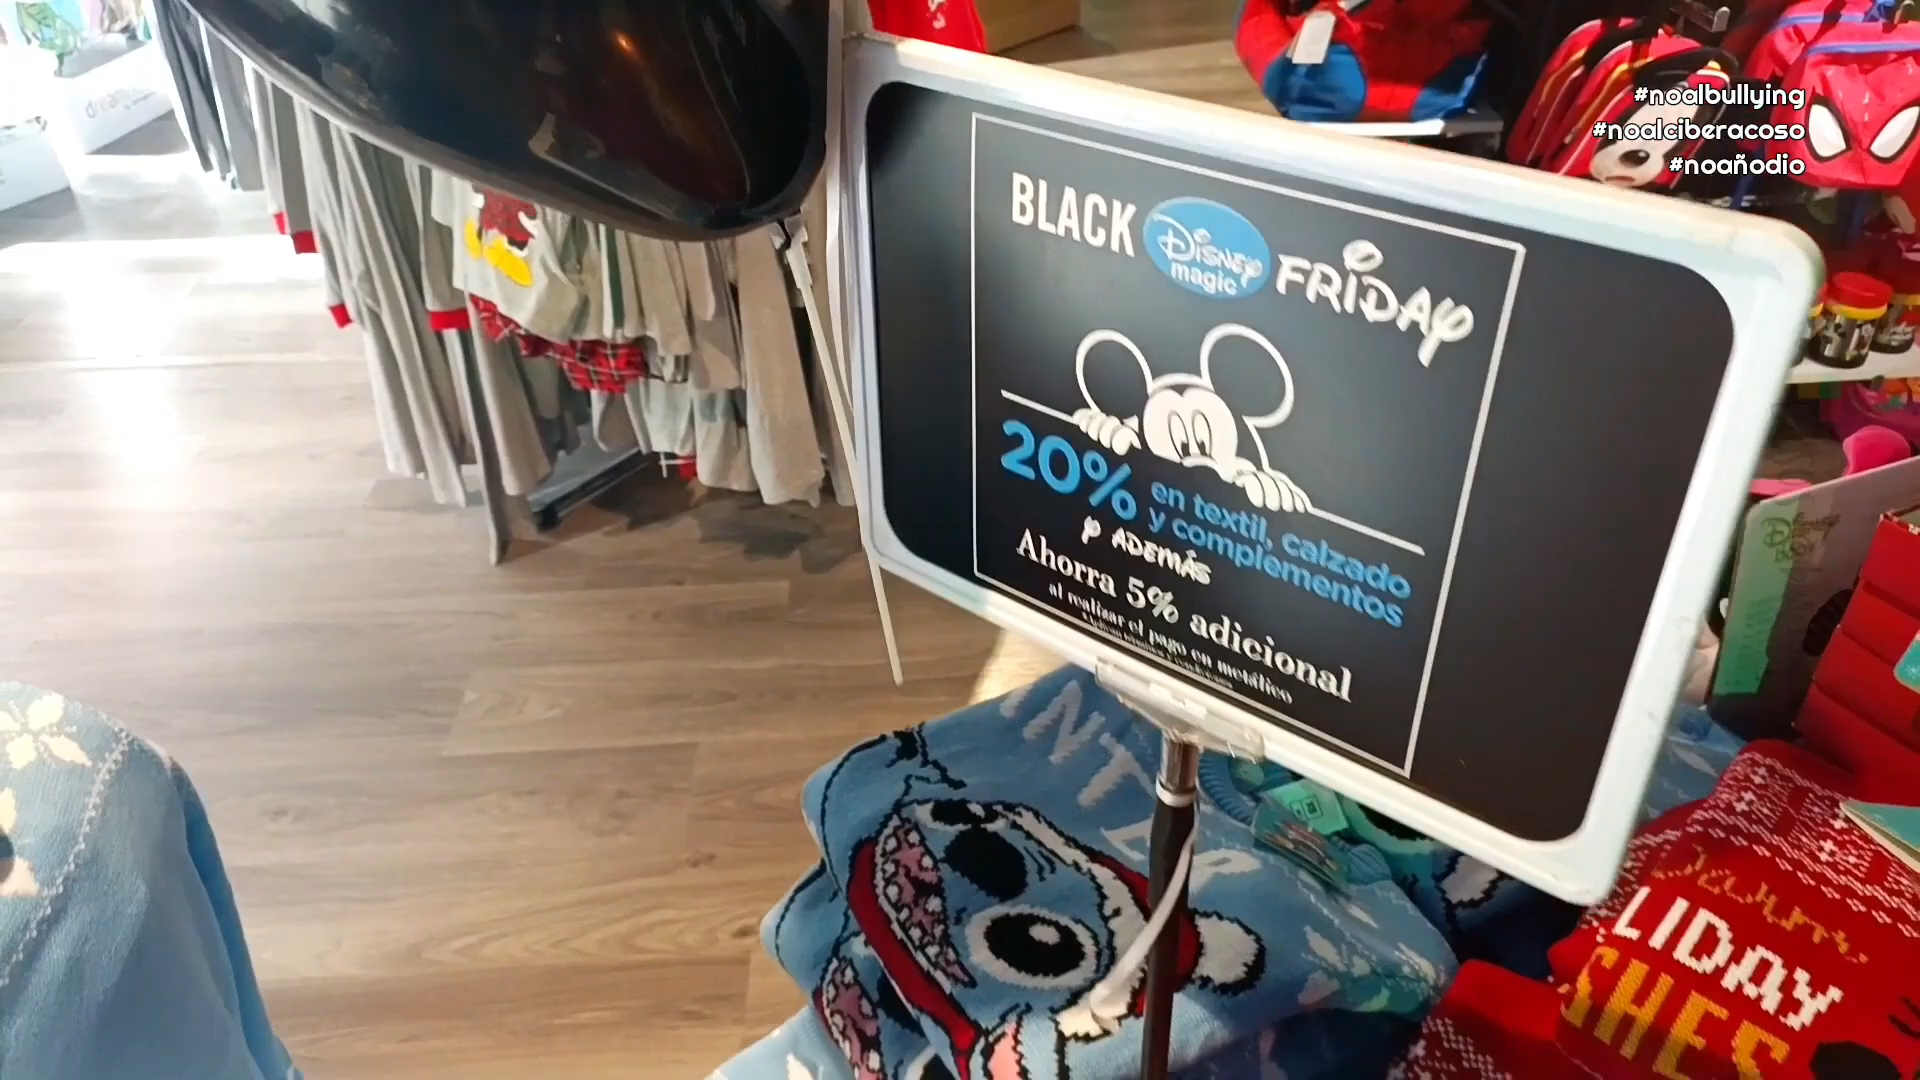 #noalbullying
#noalciberacoso
#noañodio
BLACK Disney magic FRIDAY
20% en textil, calzado
y complementos
y ADEMÁS
Ahorra 5% adicional
al realizar el pago en metálico
LIDAY
SHES
Disney